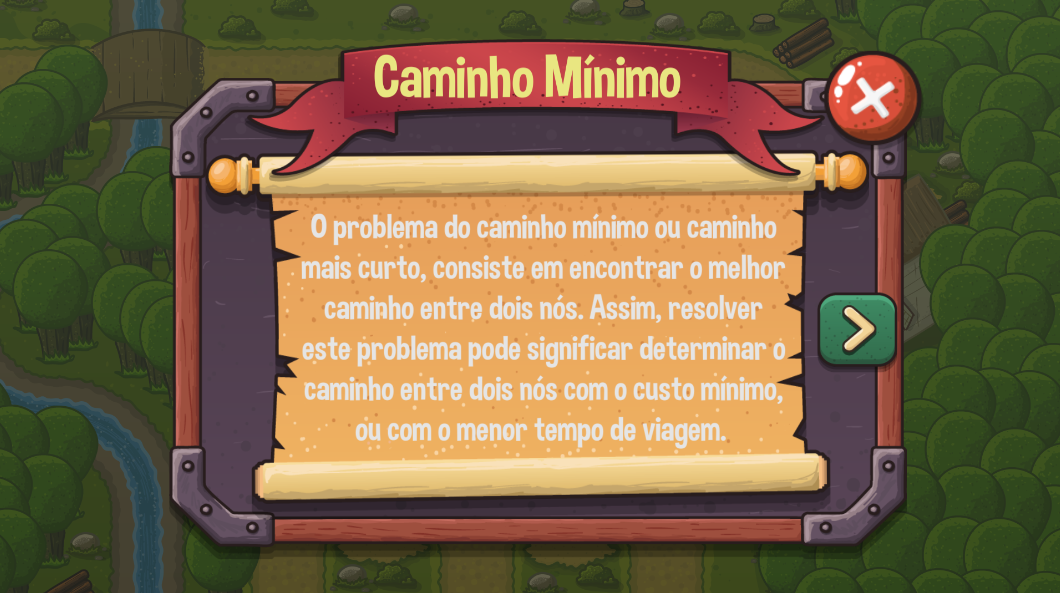 Caminho Mínimo
O problema do caminho mínimo ou caminho
mais curto, consiste em encontrar o melhor
caminho entre dois nós. Assim, resolver
este problema pode significar determinar o
caminho entre dois nós com o custo mínimo,
ou com o menor tempo de viagem.